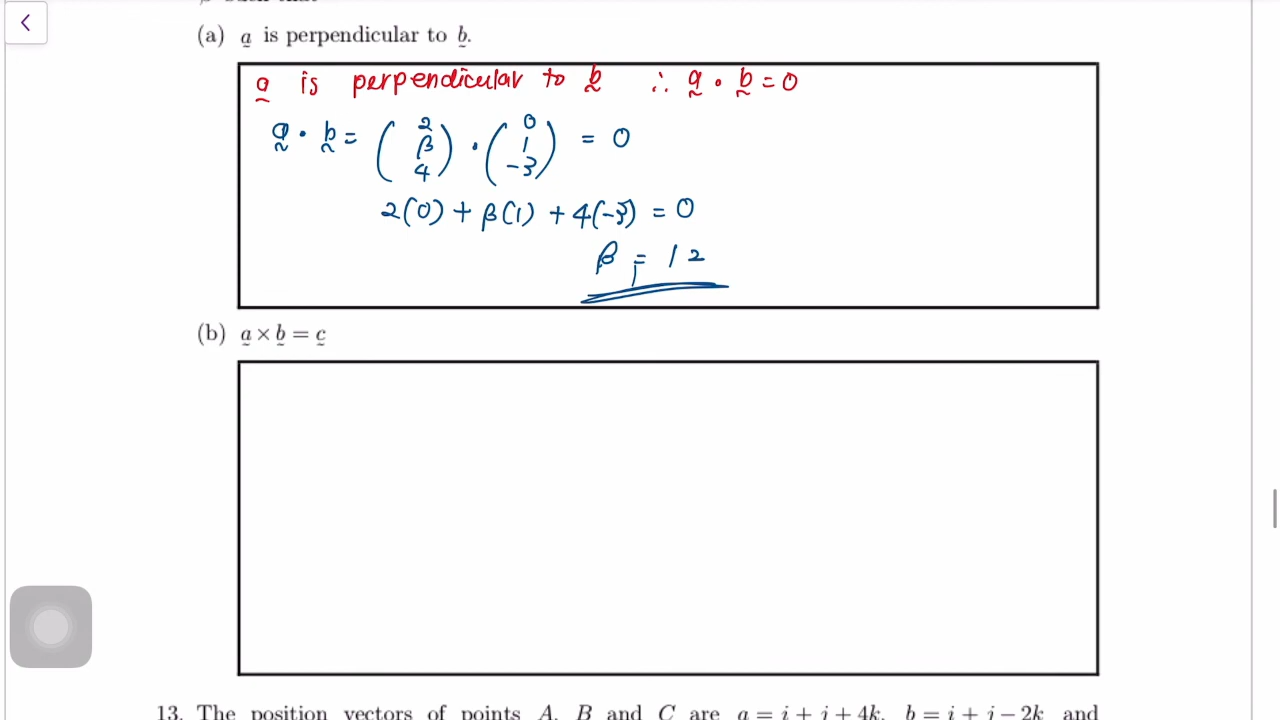 (a) a is perpendicular to b.
a is perpendicular to b ∴ a · b = 0
a · b = (2 β 4) · (0 1 -3) = 0
2(0) + β(1) + 4(-3) = 0
β = 12
(b) a × b = c
13. The position vectors of points A, B and C are a = i + j + 4k, b = i + j − 2k and